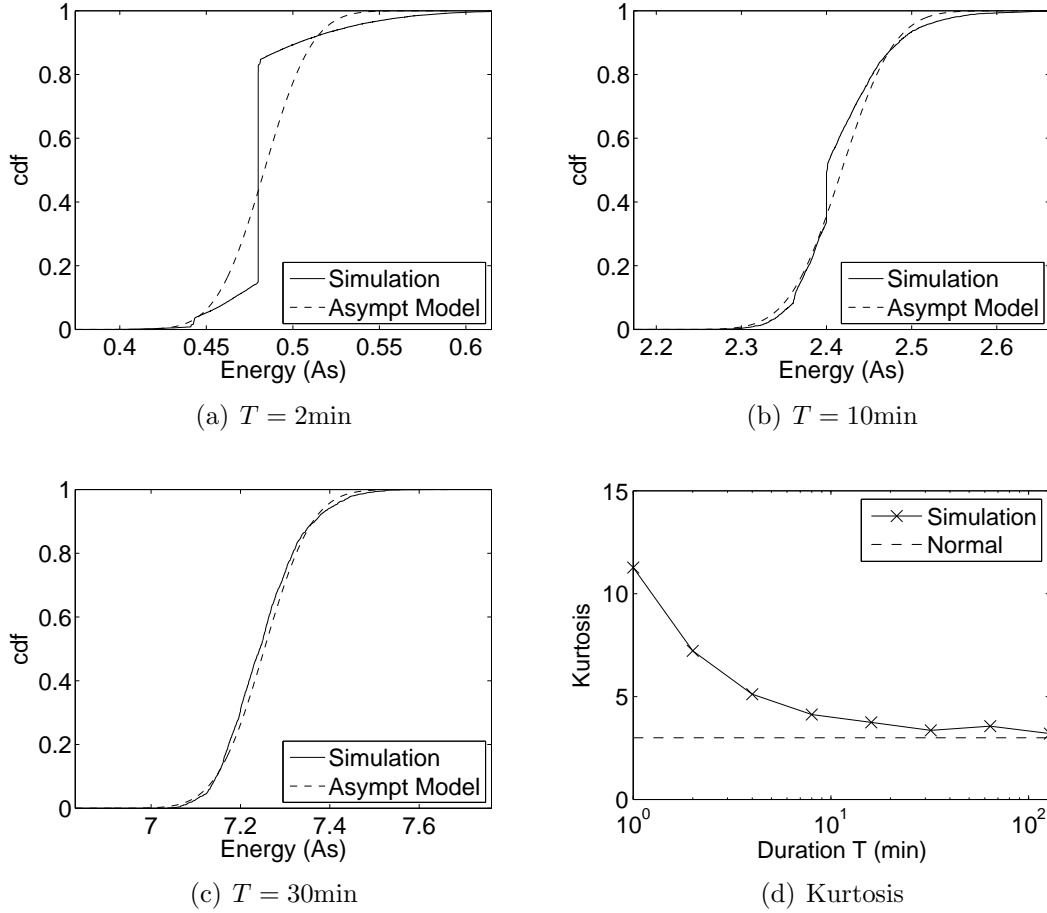 1
0.8
0.6
0.4
0.2
0
cdf
0.4 0.45 0.5 0.55 0.6
Energy (As)
Simulation
Asympt Model
(a) T = 2min
1
0.8
0.6
0.4
0.2
0
cdf
2.2 2.3 2.4 2.5 2.6
Energy (As)
Simulation
Asympt Model
(b) T = 10min
1
0.8
0.6
0.4
0.2
0
cdf
7 7.2 7.4 7.6
Energy (As)
Simulation
Asympt Model
(c) T = 30min
15
10
5
0
Kurtosis
10^0 10^1 10^2
Duration T (min)
Simulation
Normal
(d) Kurtosis